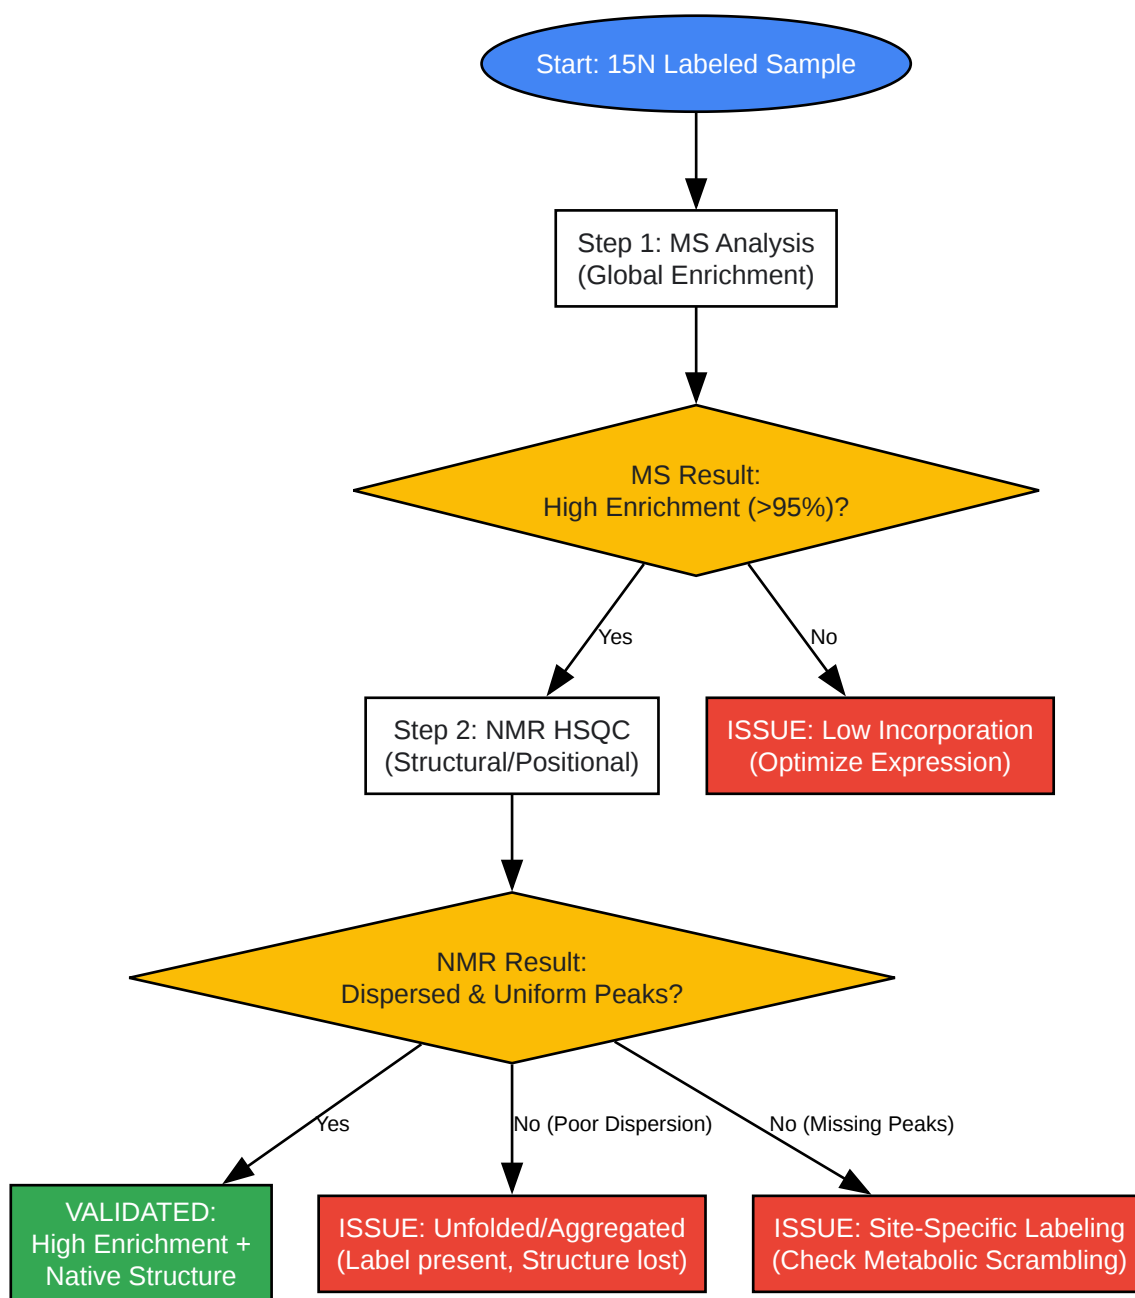 Start: 15N Labeled Sample
Step 1: MS Analysis
(Global Enrichment)
MS Result:
High Enrichment (>95%)?
Yes
No
Step 2: NMR HSQC
(Structural/Positional)
ISSUE: Low Incorporation
(Optimize Expression)
NMR Result:
Dispersed & Uniform Peaks?
Yes
No (Poor Dispersion)
No (Missing Peaks)
VALIDATED:
High Enrichment +
Native Structure
ISSUE: Unfolded/Aggregated
(Label present, Structure lost)
ISSUE: Site-Specific Labeling
(Check Metabolic Scrambling)